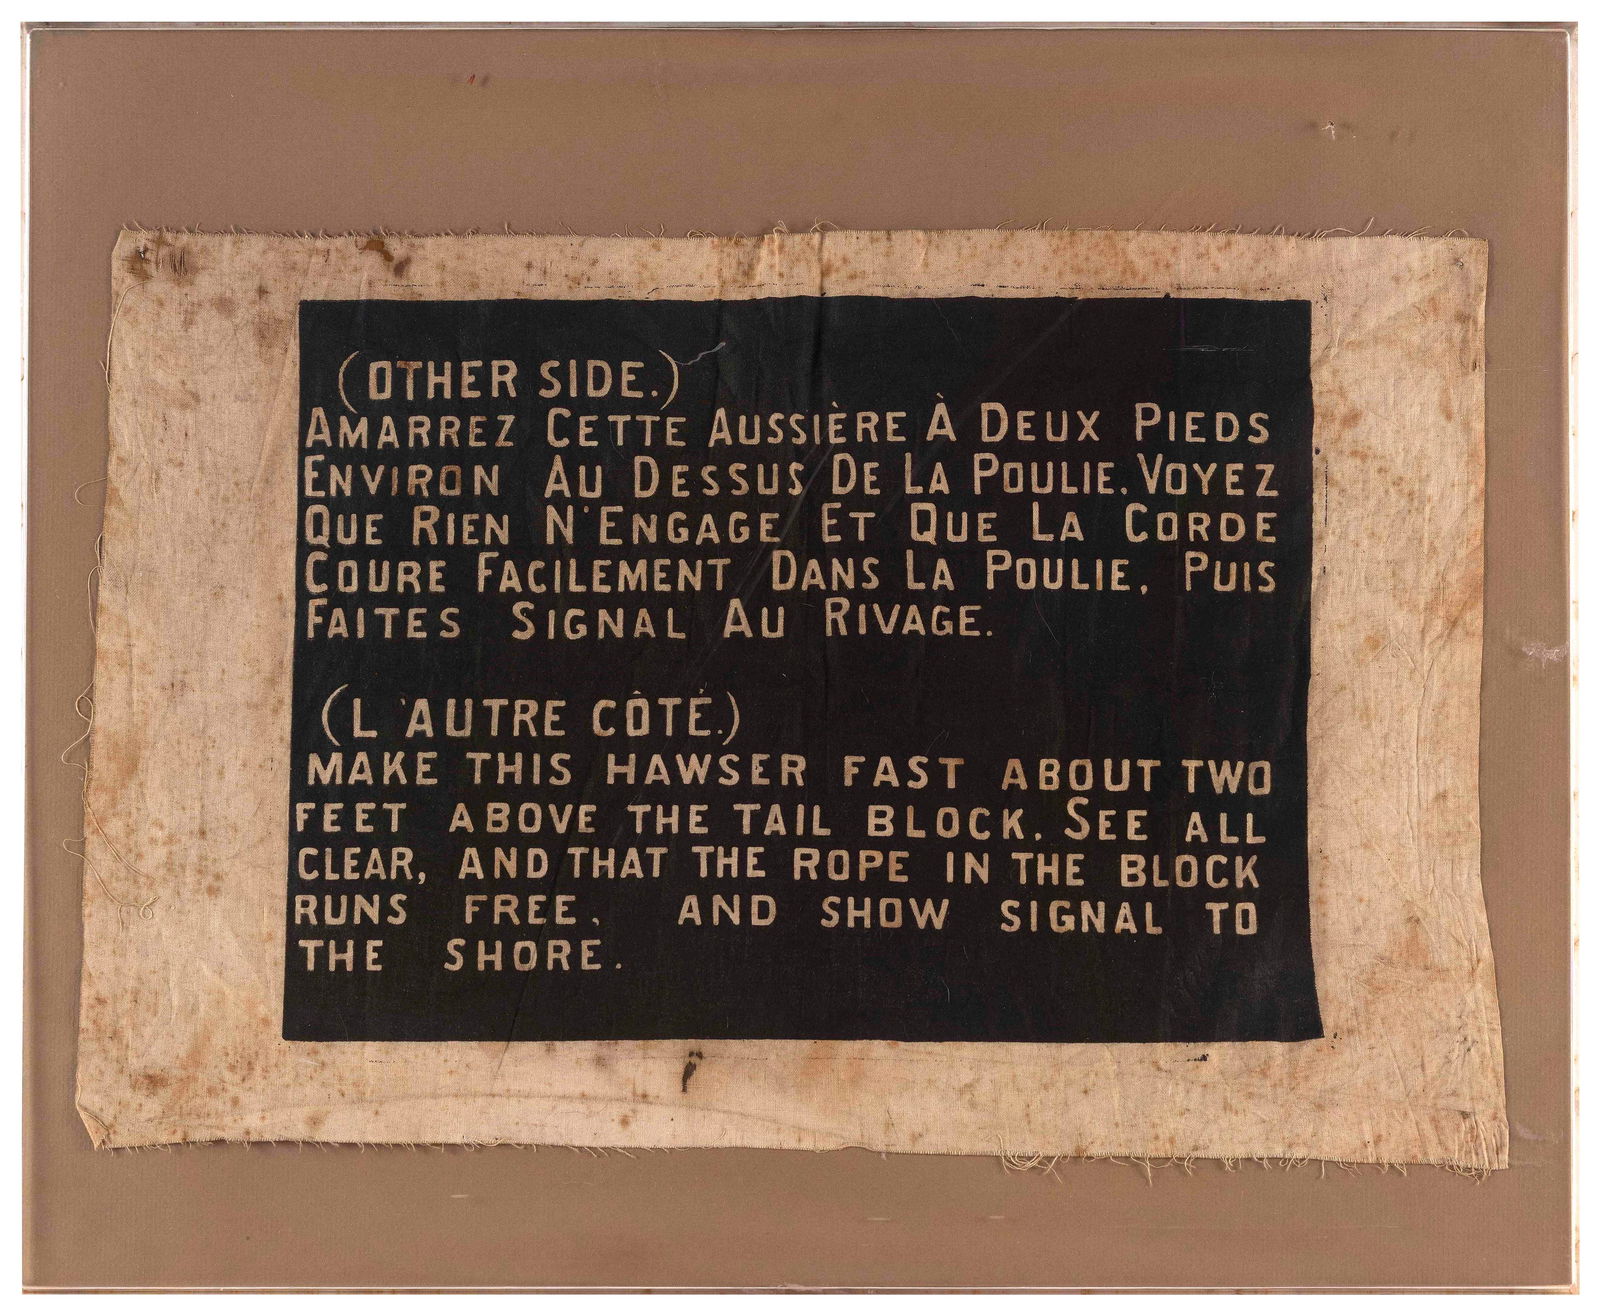 (OTHER SIDE.)
AMARREZ CETTE AUSSIÈRE À DEUX PIEDS
ENVIRON AU DESSUS DE LA POULIE. VOYEZ
QUE RIEN N'ENGAGE ET QUE LA CORDE
COURE FACILEMENT DANS LA POULIE, PUIS
FAITES SIGNAL AU RIVAGE.
(L'AUTRE CÔTÉ.)
MAKE THIS HAWSER FAST ABOUT TWO
FEET ABOVE THE TAIL BLOCK. SEE ALL
CLEAR, AND THAT THE ROPE IN THE BLOCK
RUNS FREE, AND SHOW SIGNAL TO
THE SHORE.